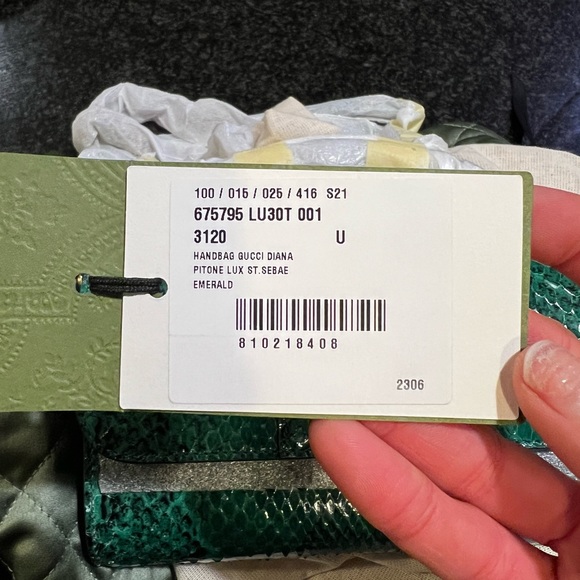 100 / 015 / 025 / 416 S21
675795 LU30T 001
3120 U
HANDBAG GUCCI DIANA
PITONE LUX ST.SEBAE
EMERALD
810218408
2306